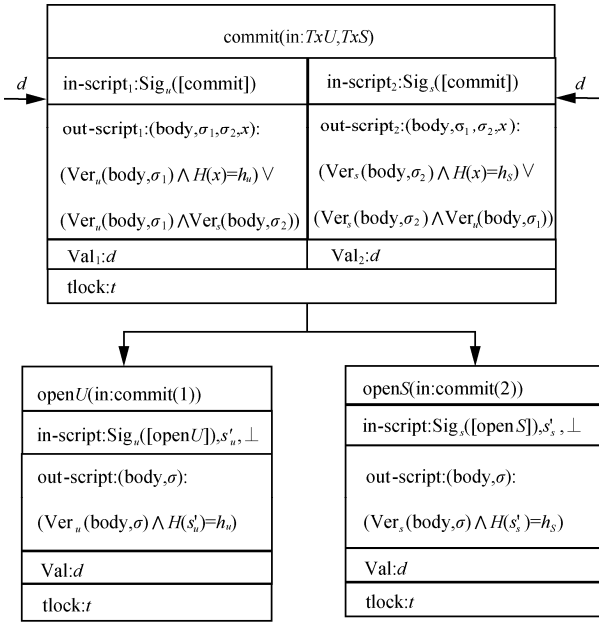 commit(in:TxU,TxS)
d
in-script₁:Sigᵤ([commit])
in-script₂:Sigₛ([commit])
d
out-script₁:(body,σ₁,σ₂,x):
(Verᵤ(body,σ₁)∧H(x)=hᵤ)∨
(Verᵤ(body,σ₁)∧Verₛ(body,σ₂))
out-script₂:(body,σ₁,σ₂,x):
(Verₛ(body,σ₂)∧H(x)=h_S)∨
(Verₛ(body,σ₂)∧Verᵤ(body,σ₁))
Val₁:d
Val₂:d
tlock:t
openU(in:commit(1))
in-script:Sigᵤ([openU]),s'ᵤ,⊥
out-script:(body,σ):
(Verᵤ(body,σ)∧H(s'ᵤ)=hᵤ)
Val:d
tlock:t
openS(in:commit(2))
in-script:Sigₛ([openS]),s'ₛ,⊥
out-script:(body,σ):
(Verₛ(body,σ)∧H(s'ₛ)=h_S)
Val:d
tlock:t